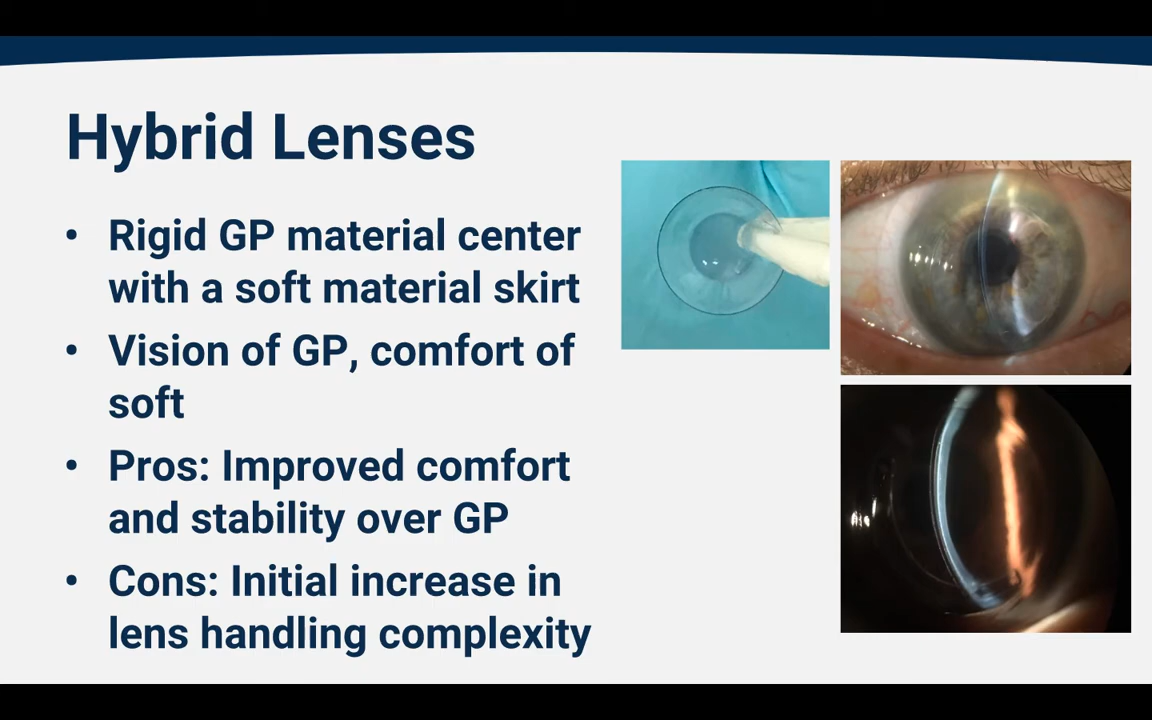 Hybrid Lenses
• Rigid GP material center
with a soft material skirt
• Vision of GP, comfort of
soft
• Pros: Improved comfort
and stability over GP
• Cons: Initial increase in
lens handling complexity